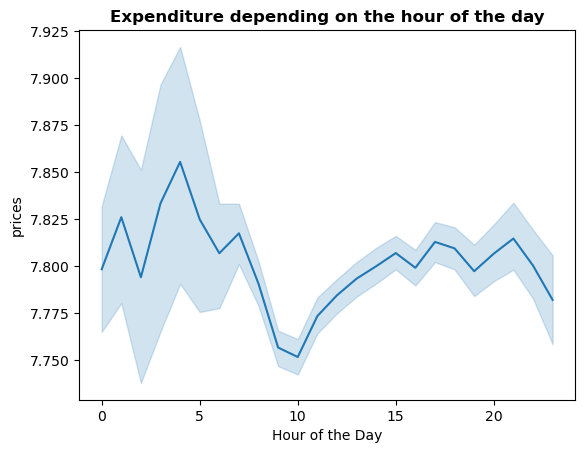 Expenditure depending on the hour of the day
7.925
7.900
7.875
7.850
7.825
7.800
7.775
7.750
prices
0 5 10 15 20
Hour of the Day